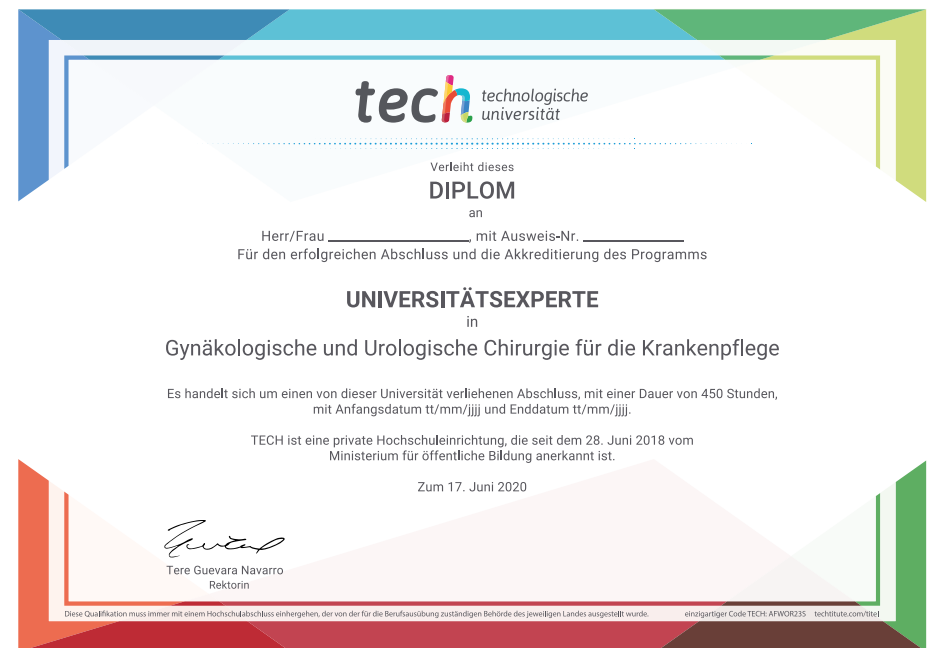 tech technologische
universität
Verleiht dieses
DIPLOM
an
Herr/Frau ____________________, mit Ausweis-Nr. ______________
Für den erfolgreichen Abschluss und die Akkreditierung des Programms
UNIVERSITÄTSEXPERTE
in
Gynäkologische und Urologische Chirurgie für die Krankenpflege
Es handelt sich um einen von dieser Universität verliehenen Abschluss, mit einer Dauer von 450 Stunden,
mit Anfangsdatum tt/mm/jjjj und Enddatum tt/mm/jjjj.
TECH ist eine private Hochschuleinrichtung, die seit dem 28. Juni 2018 vom
Ministerium für öffentliche Bildung anerkannt ist.
Zum 17. Juni 2020
Tere Guevara Navarro
Rektorin
Diese Qualifikation muss immer mit einem Hochschulabschluss einhergehen, der von der für die Berufsausübung zuständigen Behörde des jeweiligen Landes ausgestellt wurde. einzigartiger Code TECH: AFWOR23S techtitute.com/titel